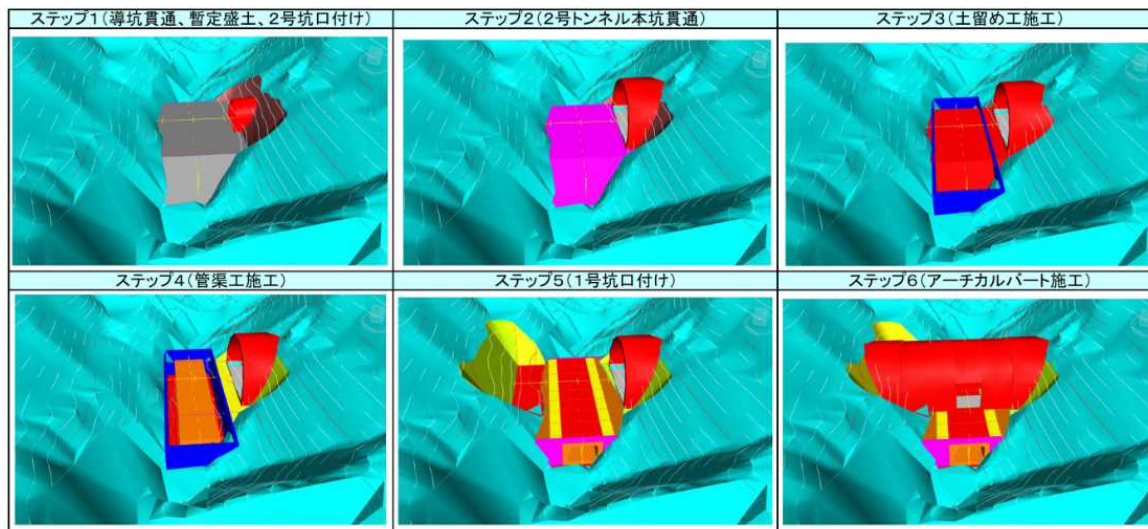 ステップ1(導坑貫通、暫定盛土、2号坑口付け)
ステップ2(2号トンネル本坑貫通)
ステップ3(土留め工施工)
ステップ4(管渠工施工)
ステップ5(1号坑口付け)
ステップ6(アーチカルバート施工)